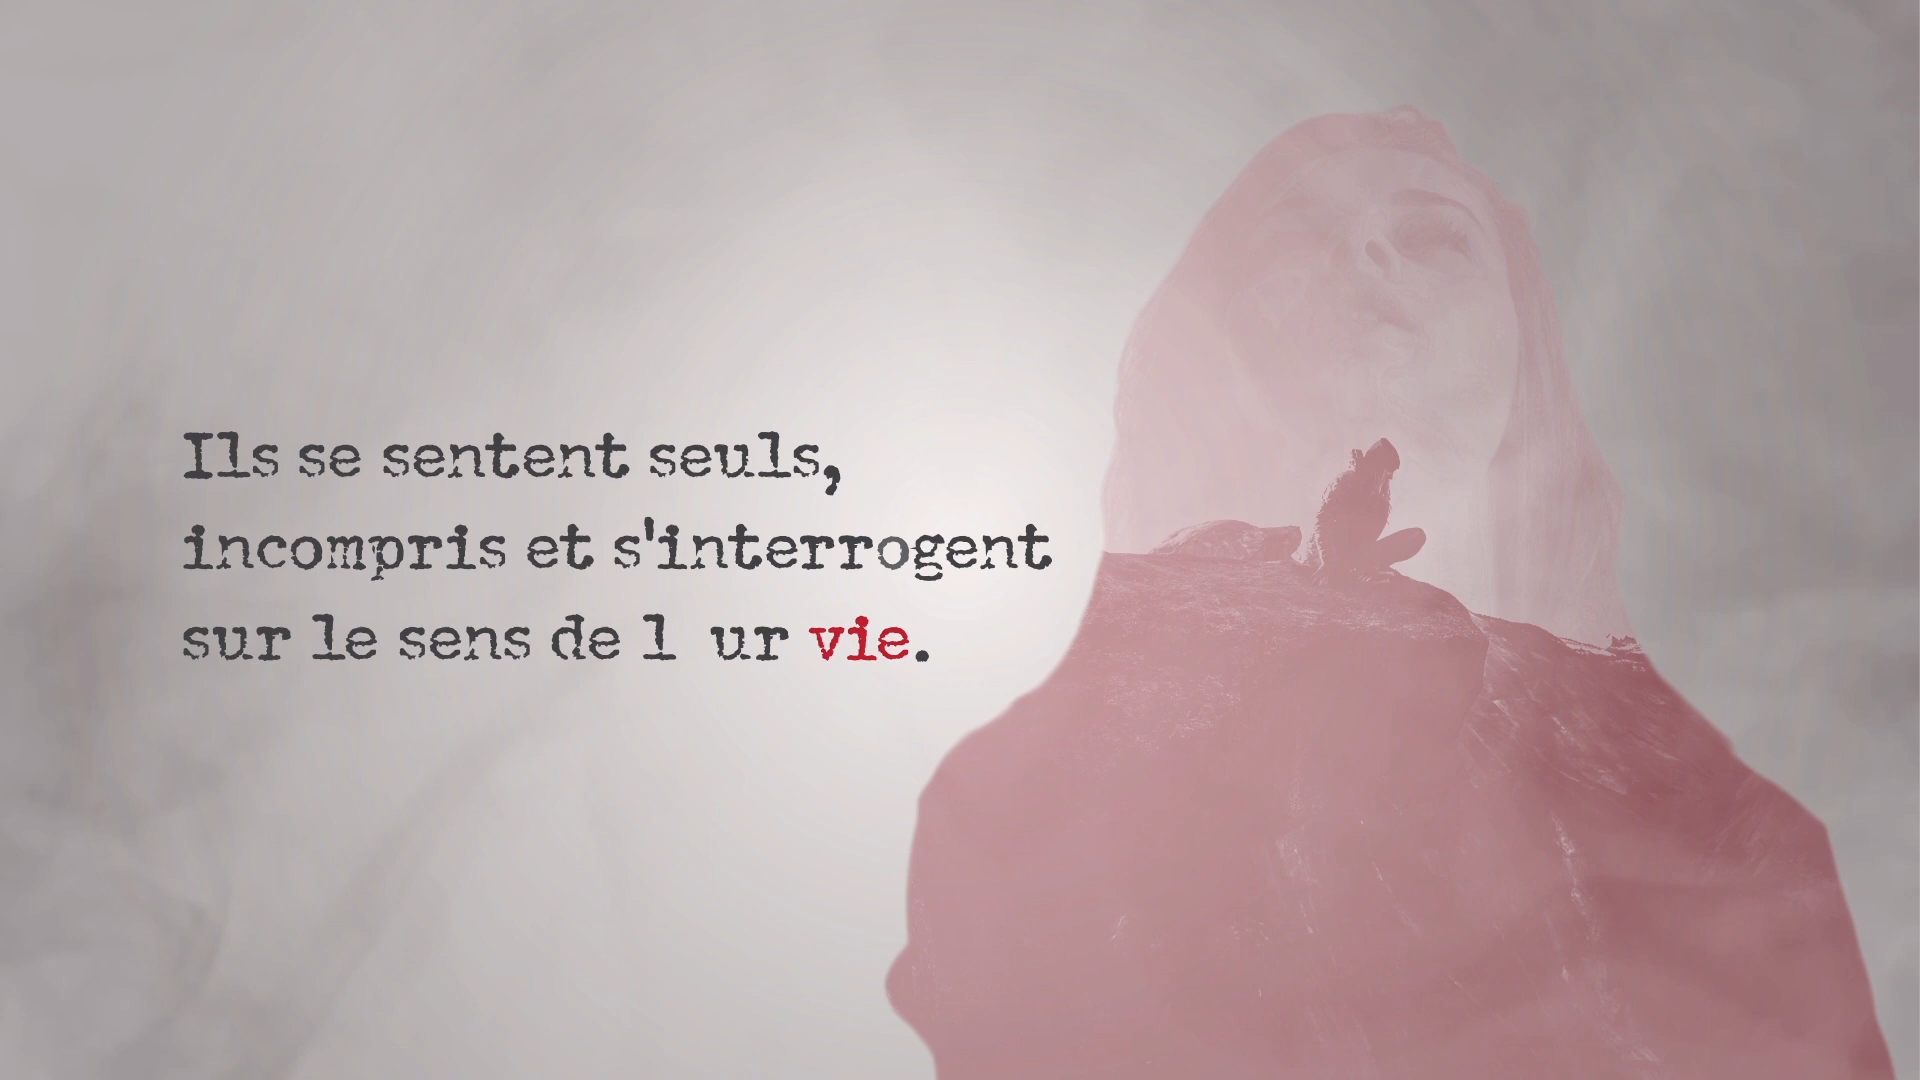 Ils se sentent seuls,
incompris et s'interrogent
sur le sens de l ur vie.